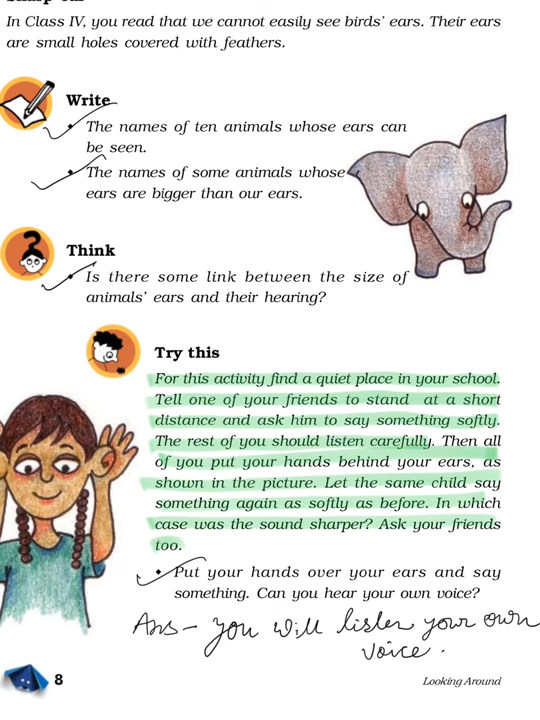 In Class IV, you read that we cannot easily see birds' ears. Their ears
are small holes covered with feathers.
Write
• The names of ten animals whose ears can
be seen.
• The names of some animals whose
ears are bigger than our ears.
Think
• Is there some link between the size of
animals' ears and their hearing?
Try this
For this activity find a quiet place in your school.
Tell one of your friends to stand at a short
distance and ask him to say something softly.
The rest of you should listen carefully. Then all
of you put your hands behind your ears, as
shown in the picture. Let the same child say
something again as softly as before. In which
case was the sound sharper? Ask your friends
too.
• Put your hands over your ears and say
something. Can you hear your own voice?
Ans – you will listen your own
voice.
8
Looking Around